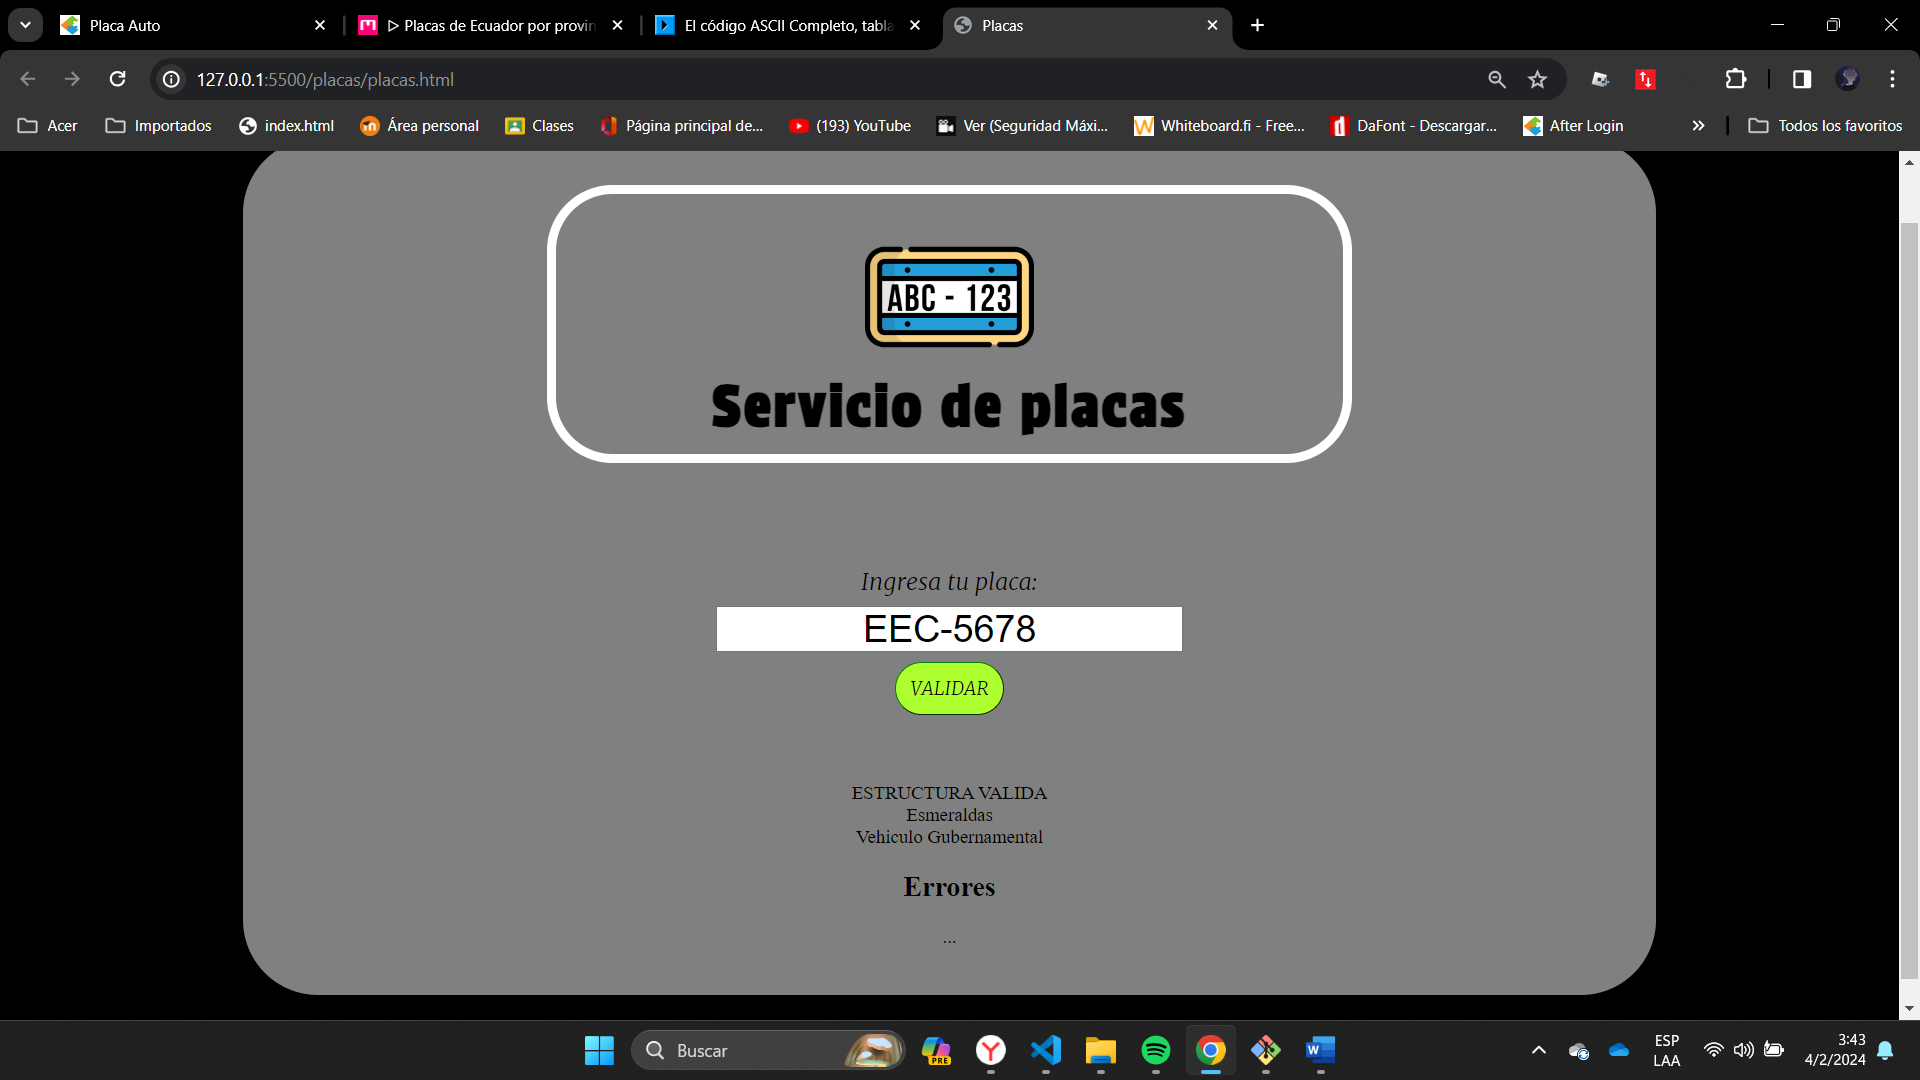 Placa Auto
ᐅ Placas de Ecuador por provin
El código ASCII Completo, tabla
Placas
127.0.0.1:5500/placas/placas.html
Acer
Importados
index.html
Área personal
Clases
Página principal de...
(193) YouTube
Ver (Seguridad Máxi...
Whiteboard.fi - Free...
DaFont - Descargar...
After Login
Todos los favoritos
ABC - 123
Servicio de placas
Ingresa tu placa:
EEC-5678
VALIDAR
ESTRUCTURA VALIDA
Esmeraldas
Vehiculo Gubernamental
Errores
...
Buscar
PRE
ESP
LAA
3:43
4/2/2024